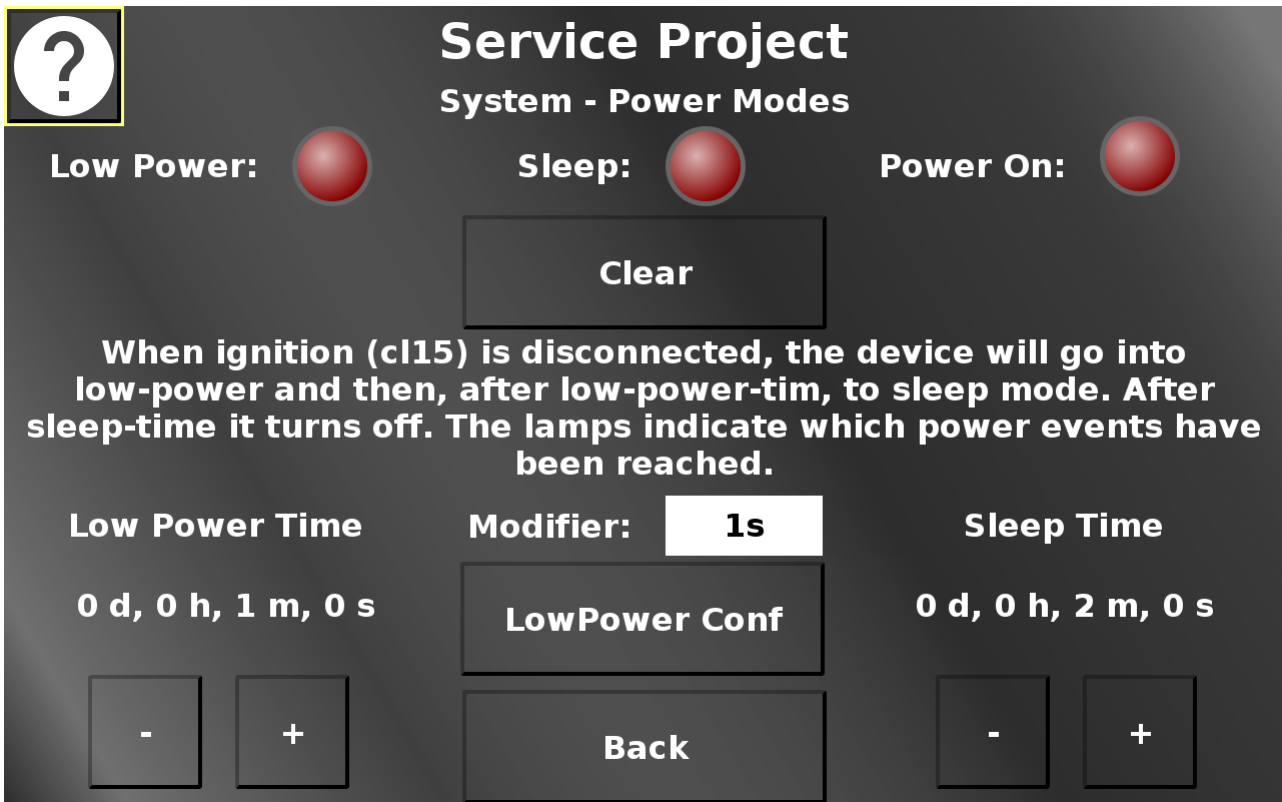 ?
Service Project
System - Power Modes
Low Power:
Sleep:
Power On:
Clear
When ignition (cl15) is disconnected, the device will go into
low-power and then, after low-power-tim, to sleep mode. After
sleep-time it turns off. The lamps indicate which power events have
been reached.
Low Power Time
Modifier:
1s
Sleep Time
0 d, 0 h, 1 m, 0 s
LowPower Conf
0 d, 0 h, 2 m, 0 s
-
+
Back
-
+